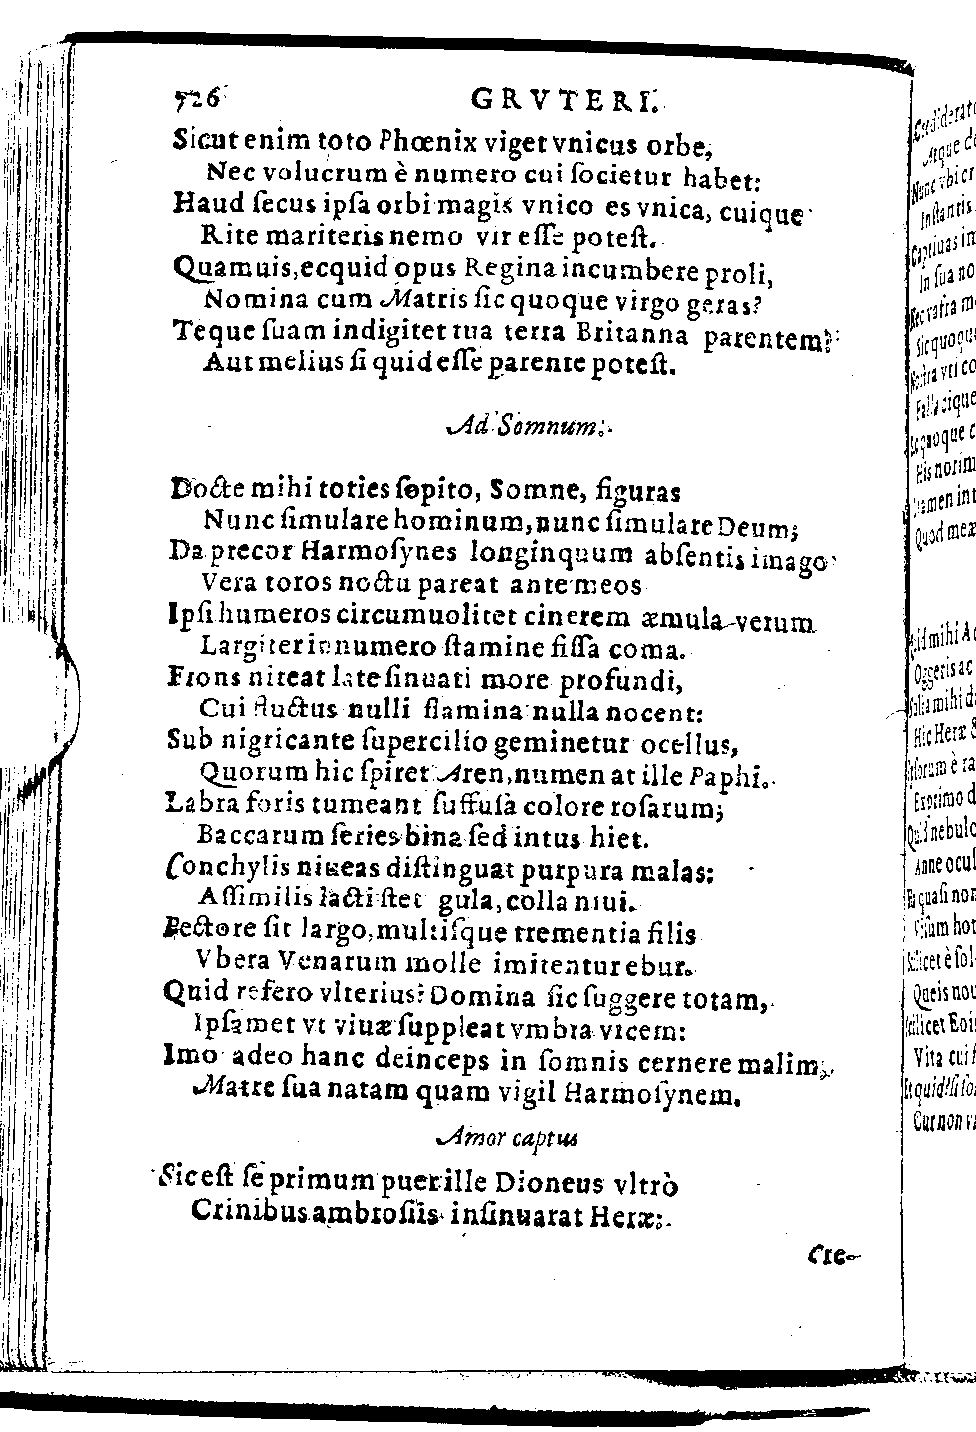 726 GRVTERI.
Sicut enim toto Phœnix viget vnicus orbe,
Nec volucrum è numero cui ſocietur habet:
Haud ſecus ipſa orbi magis vnico es vnica, cuique
Rite mariteris nemo vir eſſe poteſt.
Quamuis, ecquid opus Regina incumbere proli,
Nomina cum Matris ſic quoque virgo geras?
Teque ſuam indigitet tua terra Britanna parentem?
Aut melius ſi quid eſſe parente poteſt.
Ad Somnum.
Docte mihi toties ſopito, Somne, figuras
Nunc ſimulare hominum, nunc ſimulare Deum;
Da precor Harmoſynes longinquum abſentis imago
Vera toros noctu pareat ante meos
Ipſi humeros circumuolitet cinerem æmula verum
Largiter innumero ſtamine fiſſa coma.
Frons niteat late ſinuati more profundi,
Cui fluctus nulli flamina nulla nocent:
Sub nigricante ſupercilio geminetur ocellus,
Quorum hic ſpiret Aren, numen at ille Paphi.
Labra foris tumeant ſuffuſà colore roſarum;
Baccarum ſeries bina ſed intus hiet.
Conchylis niueas diſtinguat purpura malas:
Aſſimilis lacti ſtet gula, colla niui.
Pectore ſit largo, multiſque trementia filis
Vbera Venarum molle imitentur ebur.
Quid refero vlterius? Domina ſic ſuggere totam,
Ipſamet vt viuæ ſuppleat vmbra vicem:
Imo adeo hanc deinceps in ſomnis cernere malim,
Matre ſua natam quam vigil Harmoſynem.
Amor captus
Sic eſt ſe primum puer ille Dioneus vltrò
Crinibus ambroſiis inſinuarat Heræ:
Cre-